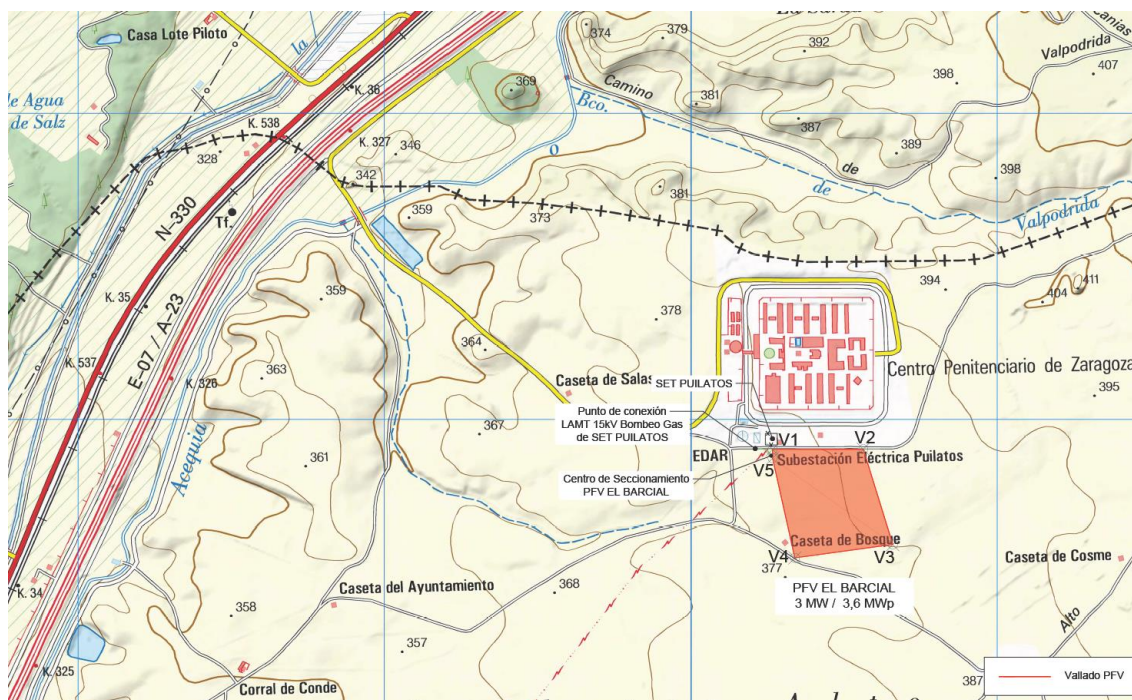 374
379
Casa Lote Piloto
392
Valpodrida
407
la
398
K. 36
369
Camino
381
de Agua
de Salz
Bco.
387
K. 538
K. 327
346
o
389
de
328
398
342
381
de
N-330
Tf.
359
373
Valpodrida
394
411
404
K. 35
359
378
E-07 / A-23
364
K. 537
Centro Penitenciario de Zaragoza
K. 326
363
Caseta de Salas
SET PUILATOS
395
Punto de conexión
LAMT 15kV Bombeo Gas
de SET PUILATOS
367
V1
V2
EDAR
Subestación Eléctrica Puilatos
V5
Acequia
361
Centro de Seccionamiento
PFV EL BARCIAL
Caseta de Bosque
V4
V3
Caseta de Cosme
377
K. 34
Caseta del Ayuntamiento
368
PFV EL BARCIAL
3 MW / 3,6 MWp
358
Alto
357
K. 325
387
Vallado PFV
Corral de Conde